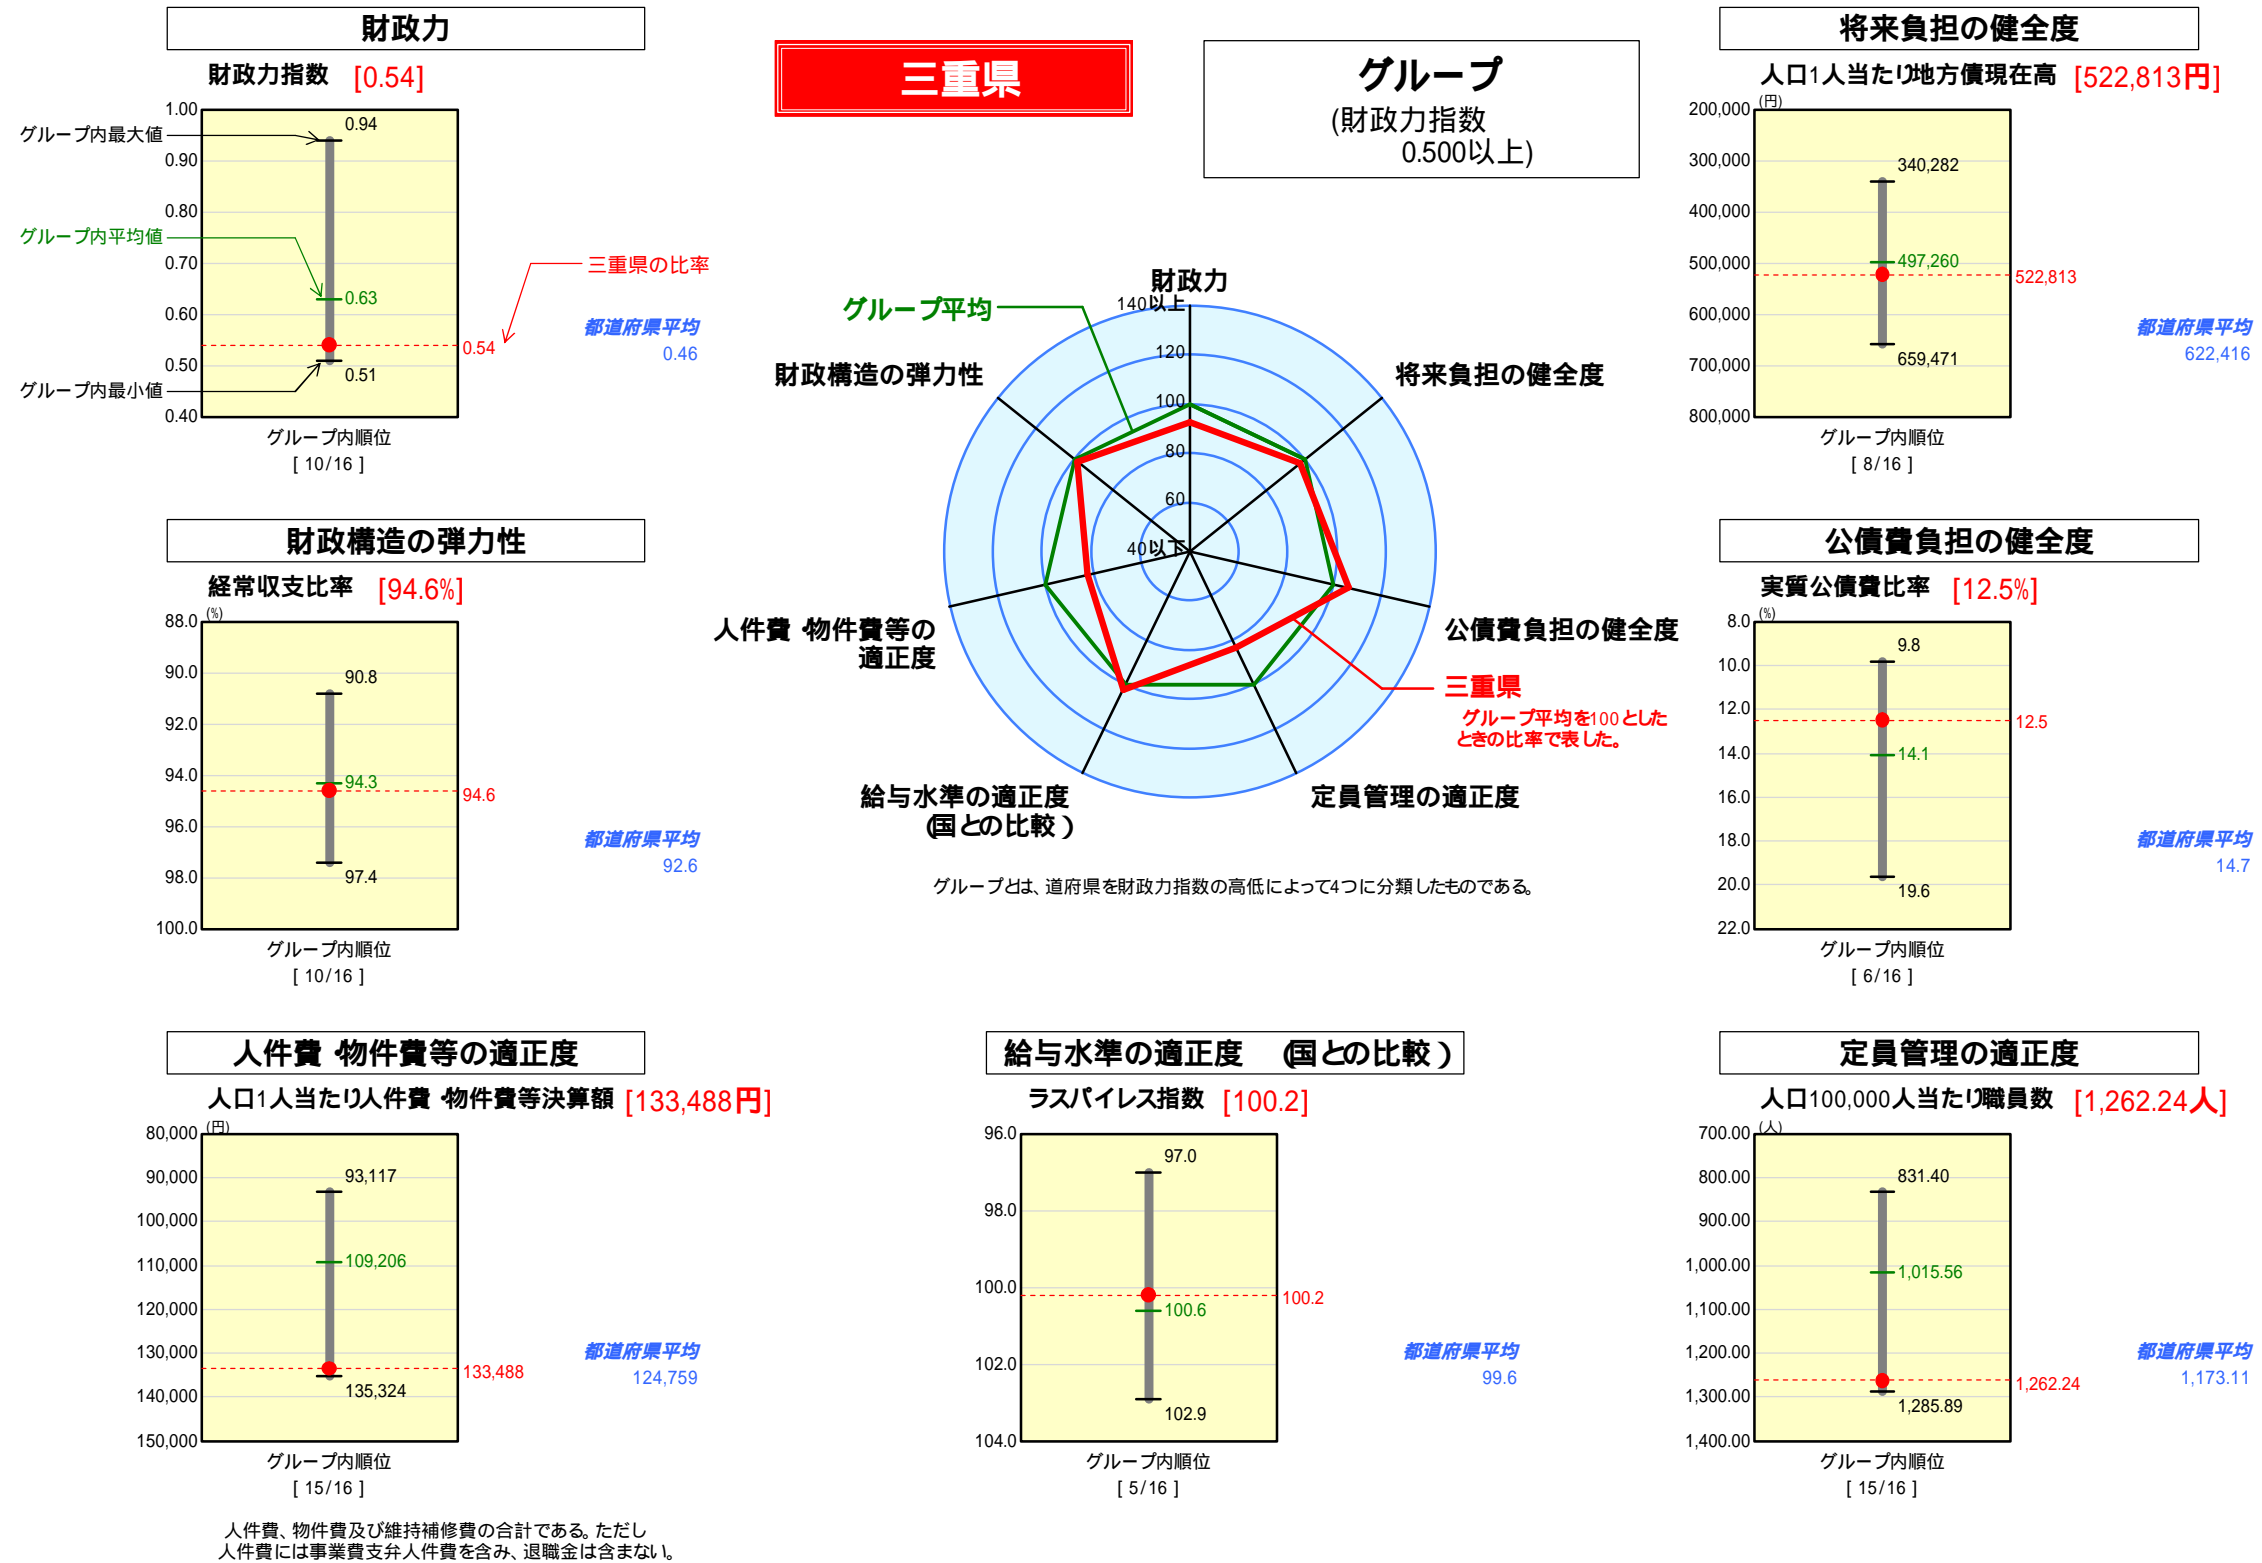 財政力
財政力指数 [0.54]
1.00
0.90
0.80
0.70
0.60
0.50
0.40
グループ内最大値
グループ内平均値
グループ内最小値
0.94
0.63
0.51
0.54
三重県の比率
都道府県平均
0.46
グループ内順位
[ 10/16 ]
三重県
グループ
(財政力指数
0.500以上)
将来負担の健全度
人口1人当たり地方債現在高 [522,813円]
(円)
200,000
300,000
400,000
500,000
600,000
700,000
800,000
340,282
497,260
659,471
522,813
都道府県平均
622,416
グループ内順位
[ 8/16 ]
財政力
将来負担の健全度
公債費負担の健全度
定員管理の適正度
給与水準の適正度
(国との比較)
人件費・物件費等の
適正度
財政構造の弾力性
グループ平均
140以上
120
100
80
60
40以下
三重県
グループ平均を100とした
ときの比率で表した。
グループとは、道府県を財政力指数の高低によって4つに分類したものである。
財政構造の弾力性
経常収支比率 [94.6%]
(%)
88.0
90.0
92.0
94.0
96.0
98.0
100.0
90.8
94.3
97.4
94.6
都道府県平均
92.6
グループ内順位
[ 10/16 ]
公債費負担の健全度
実質公債費比率 [12.5%]
(%)
8.0
10.0
12.0
14.0
16.0
18.0
20.0
22.0
9.8
14.1
19.6
12.5
都道府県平均
14.7
グループ内順位
[ 6/16 ]
人件費・物件費等の適正度
人口1人当たり人件費・物件費等決算額 [133,488円]
(円)
80,000
90,000
100,000
110,000
120,000
130,000
140,000
150,000
93,117
109,206
135,324
133,488
都道府県平均
124,759
グループ内順位
[ 15/16 ]
人件費、物件費及び維持補修費の合計である。ただし
人件費には事業費支弁人件費を含み、退職金は含まない。
給与水準の適正度 (国との比較)
ラスパイレス指数 [100.2]
96.0
98.0
100.0
102.0
104.0
97.0
100.6
102.9
100.2
都道府県平均
99.6
グループ内順位
[ 5/16 ]
定員管理の適正度
人口100,000人当たり職員数 [1,262.24人]
(人)
700.00
800.00
900.00
1,000.00
1,100.00
1,200.00
1,300.00
1,400.00
831.40
1,015.56
1,285.89
1,262.24
都道府県平均
1,173.11
グループ内順位
[ 15/16 ]